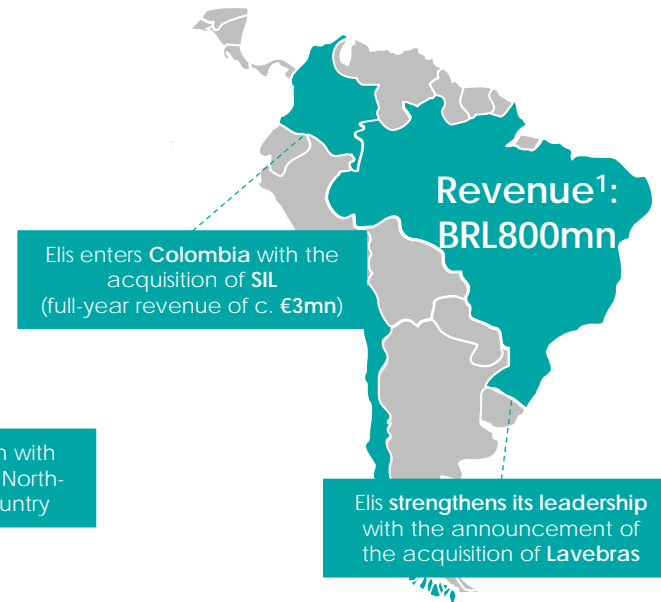 Revenue¹:
BRL800mn
Elis enters Colombia with the
acquisition of SIL
(full-year revenue of c. €3mn)
with
North-
Elis strengthens its leadership
with the announcement of
the acquisition of Lavebras